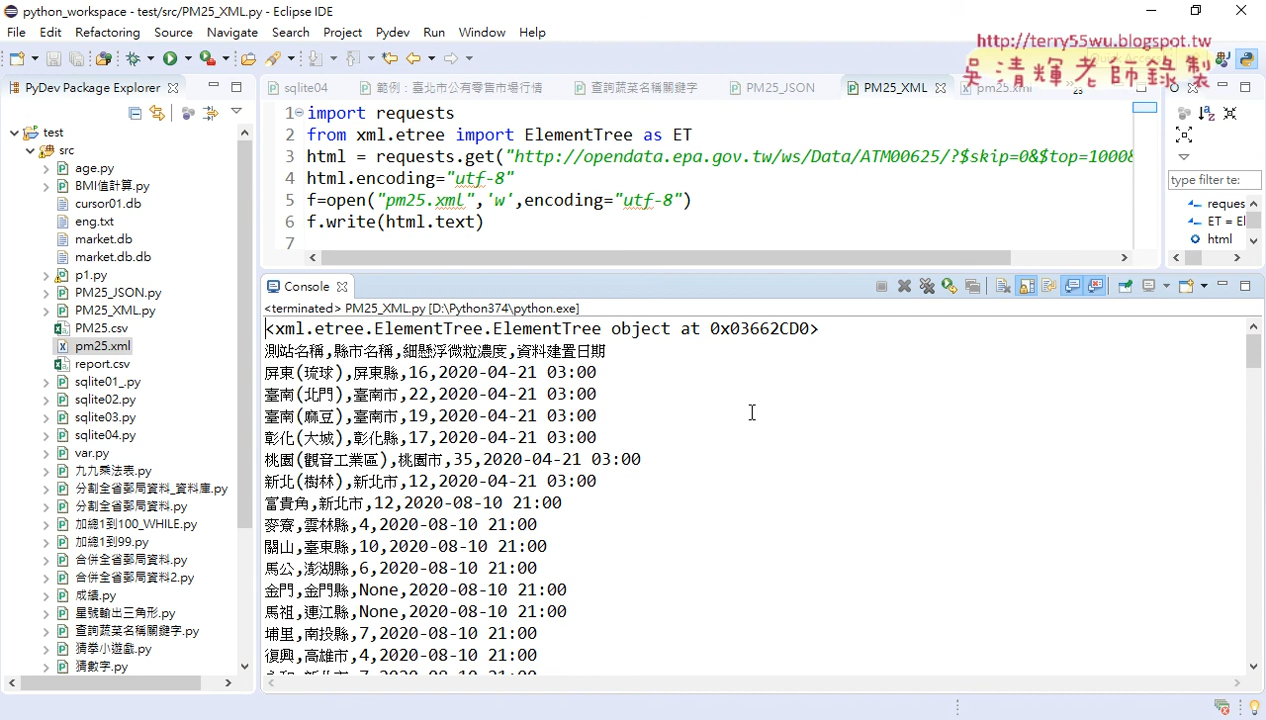 python_workspace - test/src/PM25_XML.py - Eclipse IDE
File Edit Refactoring Source Navigate Search Project Pydev Run Window Help
http://terry55wu.blogspot.tw
吳清輝老師錄製
PyDev Package Explorer
sqlite04
範例：臺北市公有零售市場行情
查詢蔬菜名稱關鍵字
PM25_JSON
PM25_XML
pm25.xml
23
test
src
age.py
BMI值計算.py
cursor01.db
eng.txt
market.db
market.db.db
p1.py
PM25_JSON.py
PM25_XML.py
PM25.csv
pm25.xml
report.csv
sqlite01_.py
sqlite02.py
sqlite03.py
sqlite04.py
var.py
九九乘法表.py
分割全省郵局資料_資料庫.py
分割全省郵局資料.py
加總1到100_WHILE.py
加總1到99.py
合併全省郵局資料.py
合併全省郵局資料2.py
成績.py
星號輸出三角形.py
查詢蔬菜名稱關鍵字.py
猜拳小遊戲.py
猜數字.py
1 import requests
2 from xml.etree import ElementTree as ET
3 html = requests.get("http://opendata.epa.gov.tw/ws/Data/ATM00625/?$skip=0&$top=1000&
4 html.encoding="utf-8"
5 f=open("pm25.xml",'w',encoding="utf-8")
6 f.write(html.text)
7
type filter te:
reques
ET = El
html
Console
<terminated> PM25_XML.py [D:\Python374\python.exe]
<xml.etree.ElementTree.ElementTree object at 0x03662CD0>
測站名稱,縣市名稱,細懸浮微粒濃度,資料建置日期
屏東(琉球),屏東縣,16,2020-04-21 03:00
臺南(北門),臺南市,22,2020-04-21 03:00
臺南(麻豆),臺南市,19,2020-04-21 03:00
彰化(大城),彰化縣,17,2020-04-21 03:00
桃園(觀音工業區),桃園市,35,2020-04-21 03:00
新北(樹林),新北市,12,2020-04-21 03:00
富貴角,新北市,12,2020-08-10 21:00
麥寮,雲林縣,4,2020-08-10 21:00
關山,臺東縣,10,2020-08-10 21:00
馬公,澎湖縣,6,2020-08-10 21:00
金門,金門縣,None,2020-08-10 21:00
馬祖,連江縣,None,2020-08-10 21:00
埔里,南投縣,7,2020-08-10 21:00
復興,高雄市,4,2020-08-10 21:00
永和,新北市,7,2020-08-10 21:00